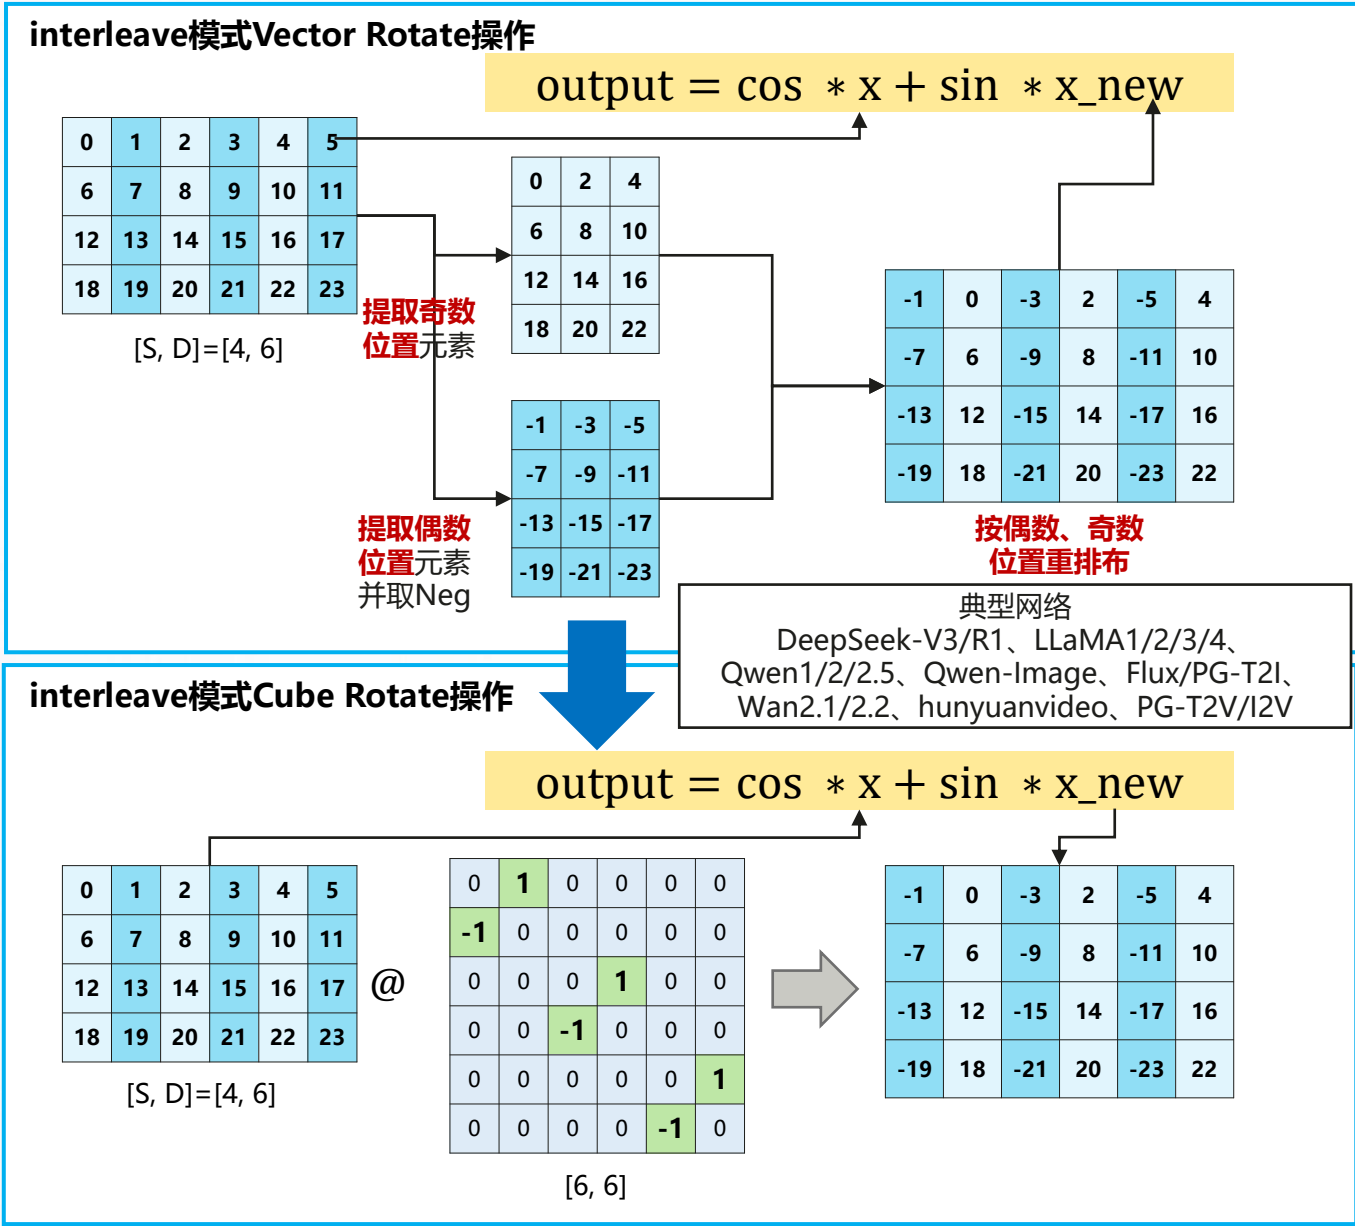 interleave模式Vector Rotate操作
output = cos * x + sin * x_new
0 1 2 3 4 5
6 7 8 9 10 11
12 13 14 15 16 17
18 19 20 21 22 23
[S, D]=[4, 6]
提取奇数
位置元素
0 2 4
6 8 10
12 14 16
18 20 22
提取偶数
位置元素
并取Neg
-1 -3 -5
-7 -9 -11
-13 -15 -17
-19 -21 -23
-1 0 -3 2 -5 4
-7 6 -9 8 -11 10
-13 12 -15 14 -17 16
-19 18 -21 20 -23 22
按偶数、奇数
位置重排布
典型网络
DeepSeek-V3/R1、LLaMA1/2/3/4、
Qwen1/2/2.5、Qwen-Image、Flux/PG-T2I、
Wan2.1/2.2、hunyuanvideo、PG-T2V/I2V
interleave模式Cube Rotate操作
output = cos * x + sin * x_new
0 1 2 3 4 5
6 7 8 9 10 11
12 13 14 15 16 17
18 19 20 21 22 23
[S, D]=[4, 6]
@
0 1 0 0 0 0
-1 0 0 0 0 0
0 0 0 1 0 0
0 0 -1 0 0 0
0 0 0 0 0 1
0 0 0 0 -1 0
[6, 6]
-1 0 -3 2 -5 4
-7 6 -9 8 -11 10
-13 12 -15 14 -17 16
-19 18 -21 20 -23 22